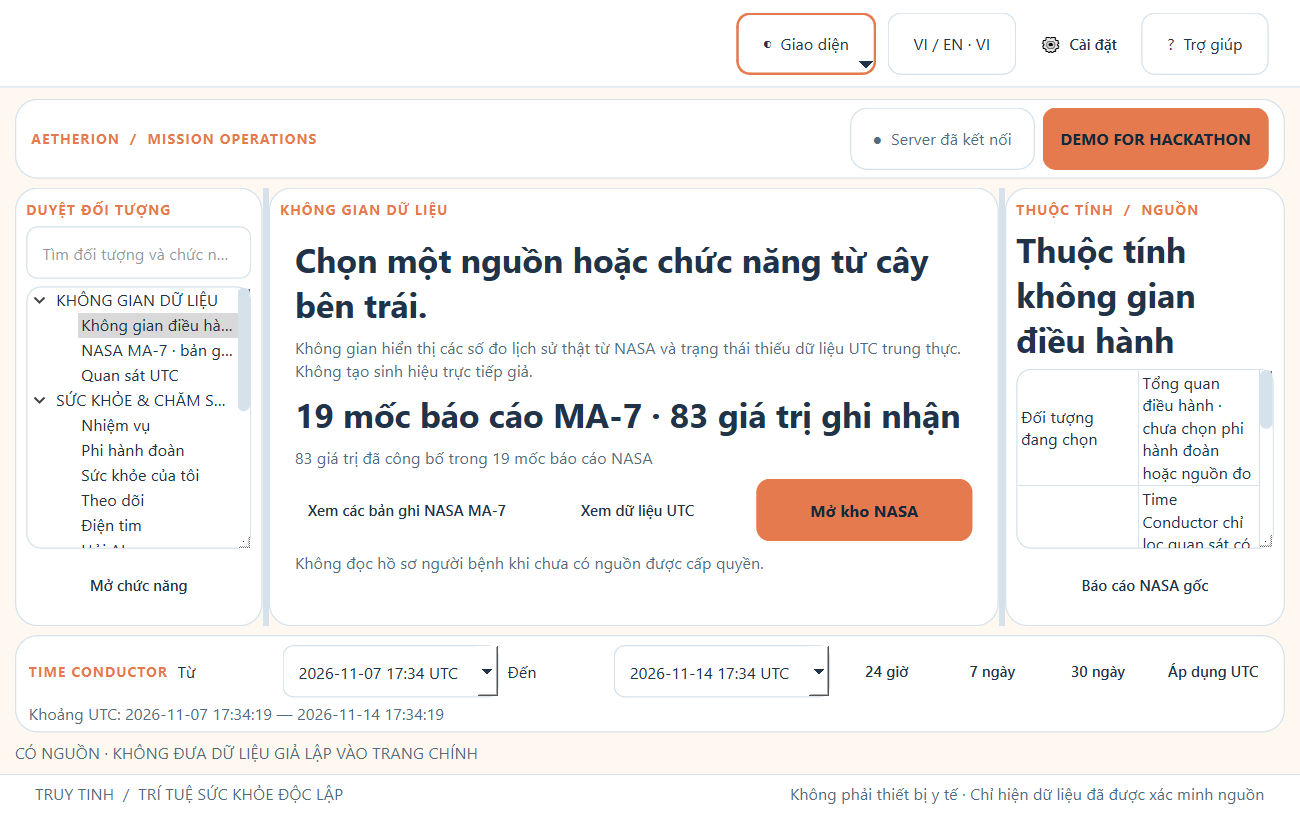 Giao diện
VI / EN · VI
Cài đặt
? Trợ giúp
AETHERION / MISSION OPERATIONS
● Server đã kết nối
DEMO FOR HACKATHON
DUYỆT ĐỐI TƯỢNG
Tìm đối tượng và chức n...
KHÔNG GIAN DỮ LIỆU
Không gian điều hà...
NASA MA-7 · bản g...
Quan sát UTC
SỨC KHỎE & CHĂM S...
Nhiệm vụ
Phi hành đoàn
Sức khỏe của tôi
Theo dõi
Điện tim
Mở chức năng
KHÔNG GIAN DỮ LIỆU
Chọn một nguồn hoặc chức năng từ cây
bên trái.
Không gian hiển thị các số đo lịch sử thật từ NASA và trạng thái thiếu dữ liệu UTC trung thực.
Không tạo sinh hiệu trực tiếp giả.
19 mốc báo cáo MA-7 · 83 giá trị ghi nhận
83 giá trị đã công bố trong 19 mốc báo cáo NASA
Xem các bản ghi NASA MA-7
Xem dữ liệu UTC
Mở kho NASA
Không đọc hồ sơ người bệnh khi chưa có nguồn được cấp quyền.
THUỘC TÍNH / NGUỒN
Thuộc tính
không gian
điều hành
Đối tượng
đang chọn
Tổng quan
điều hành ·
chưa chọn phi
hành đoàn
hoặc nguồn đo
Time
Conductor chỉ
lọc quan sát có
Báo cáo NASA gốc
TIME CONDUCTOR Từ
2026-11-07 17:34 UTC
Đến
2026-11-14 17:34 UTC
24 giờ
7 ngày
30 ngày
Áp dụng UTC
Khoảng UTC: 2026-11-07 17:34:19 — 2026-11-14 17:34:19
CÓ NGUỒN · KHÔNG ĐƯA DỮ LIỆU GIẢ LẬP VÀO TRANG CHÍNH
TRUY TINH / TRÍ TUỆ SỨC KHỎE ĐỘC LẬP
Không phải thiết bị y tế · Chỉ hiện dữ liệu đã được xác minh nguồn